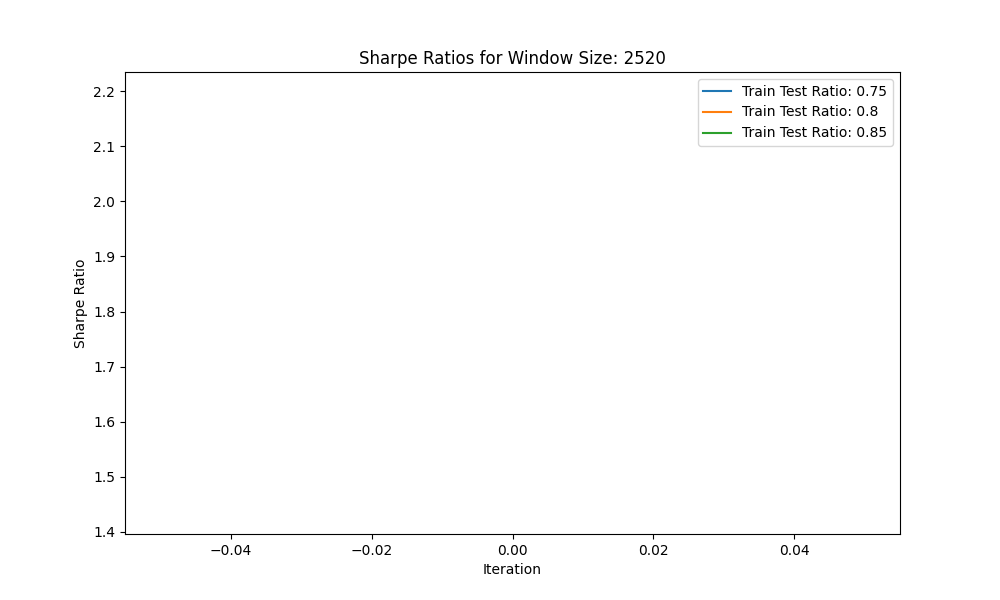 Sharpe Ratios for Window Size: 2520
Train Test Ratio: 0.75
Train Test Ratio: 0.8
Train Test Ratio: 0.85
Sharpe Ratio
2.2
2.1
2.0
1.9
1.8
1.7
1.6
1.5
1.4
−0.04
−0.02
0.00
0.02
0.04
Iteration